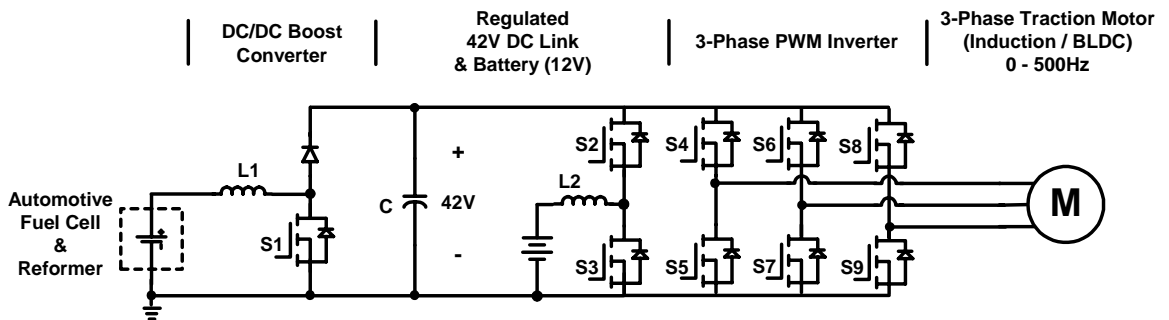 DC/DC Boost
Converter
Regulated
42V DC Link
& Battery (12V)
3-Phase PWM Inverter
3-Phase Traction Motor
(Induction / BLDC)
0 - 500Hz
Automotive
Fuel Cell
&
Reformer
L1
S1
C
+
42V
-
L2
S2
S3
S4
S5
S6
S7
S8
S9
M